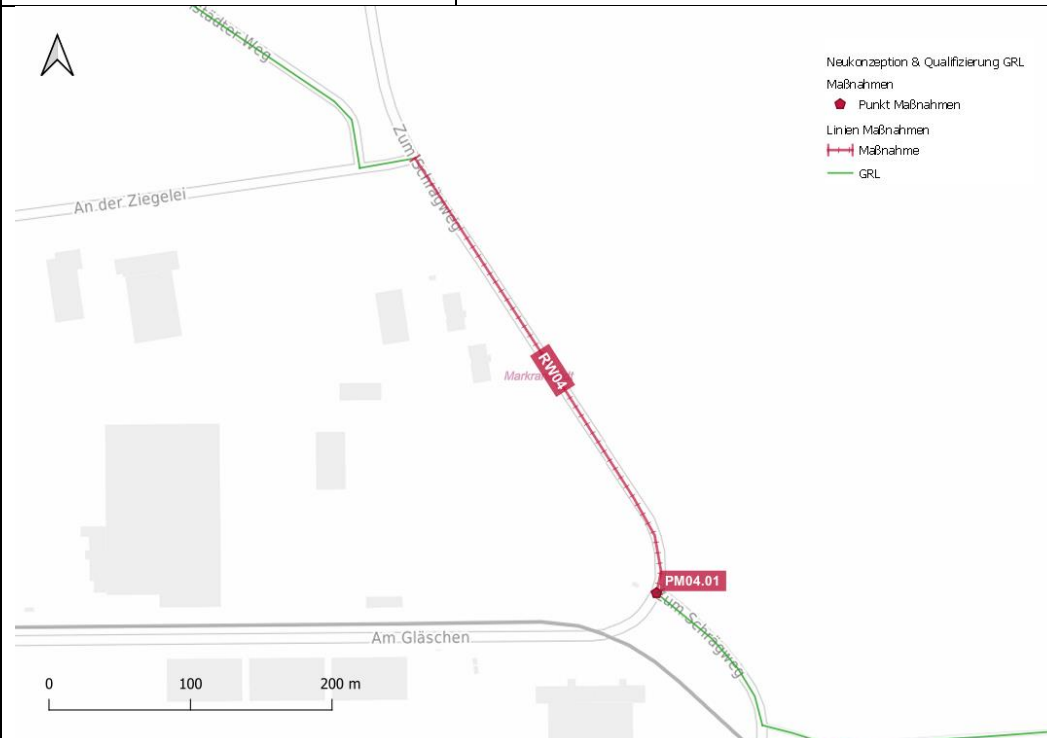 Neukonzeption & Qualifizierung GRL
Maßnahmen
Punkt Maßnahmen
Linien Maßnahmen
Maßnahme
GRL
Weg
Zum Schrägweg
An der Ziegelei
RW04
PM04.01
Zum Schrägweg
Am Gläschen
0 100 200 m